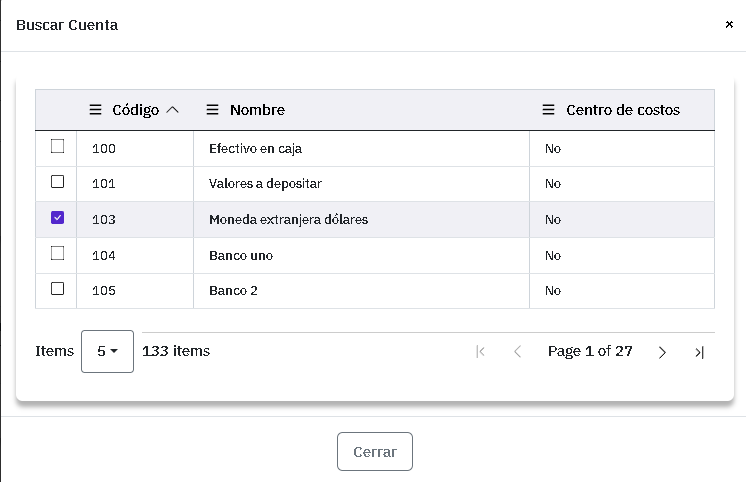 Buscar Cuenta ×
Código Nombre Centro de costos
100 Efectivo en caja No
101 Valores a depositar No
103 Moneda extranjera dólares No
104 Banco uno No
105 Banco 2 No
Items 5 133 items Page 1 of 27
Cerrar